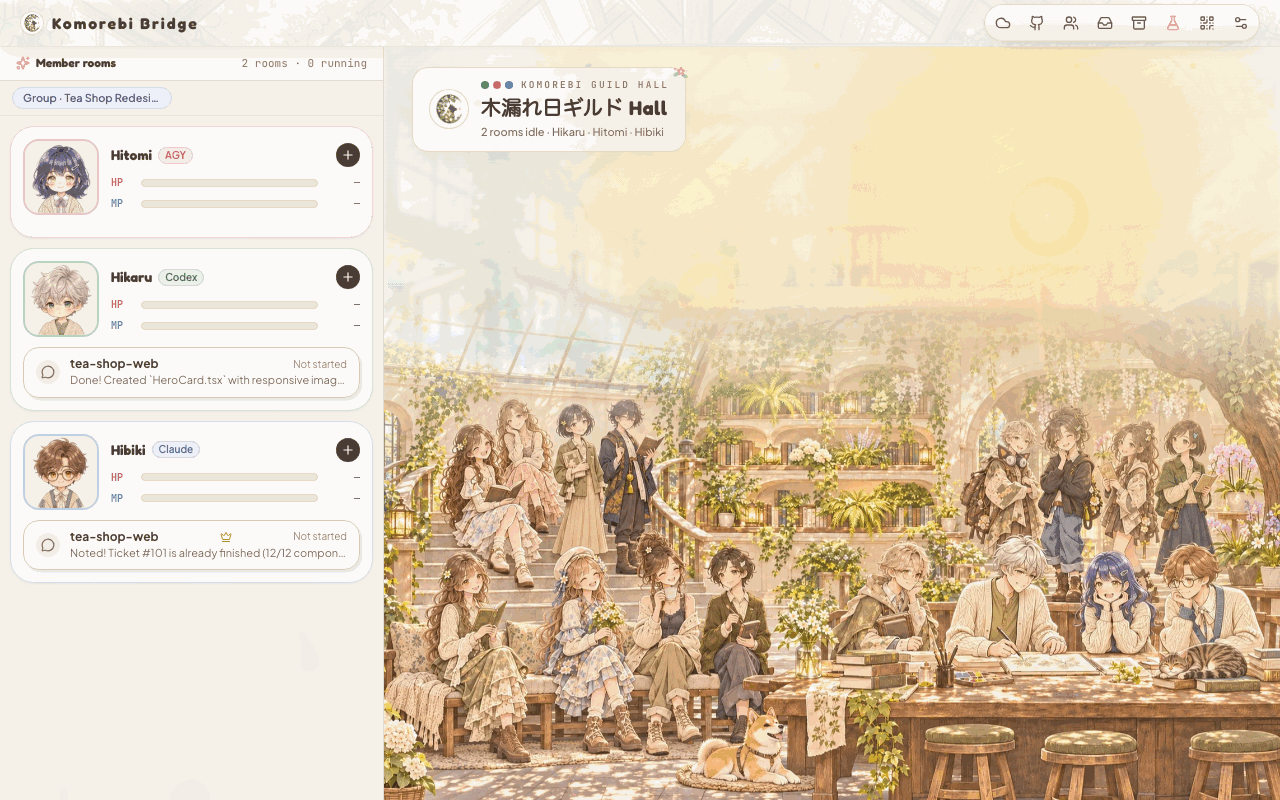 Komorebi Bridge
Member rooms
2 rooms · 0 running
Group · Tea Shop Redesi…
Hitomi AGY
HP –
MP –
Hikaru Codex
HP –
MP –
tea-shop-web Not started
Done! Created `HeroCard.tsx` with responsive imag…
Hibiki Claude
HP –
MP –
tea-shop-web Not started
Noted! Ticket #101 is already finished (12/12 compon…
KOMOREBI GUILD HALL
木漏れ日ギルド Hall
2 rooms idle · Hikaru · Hitomi · Hibiki